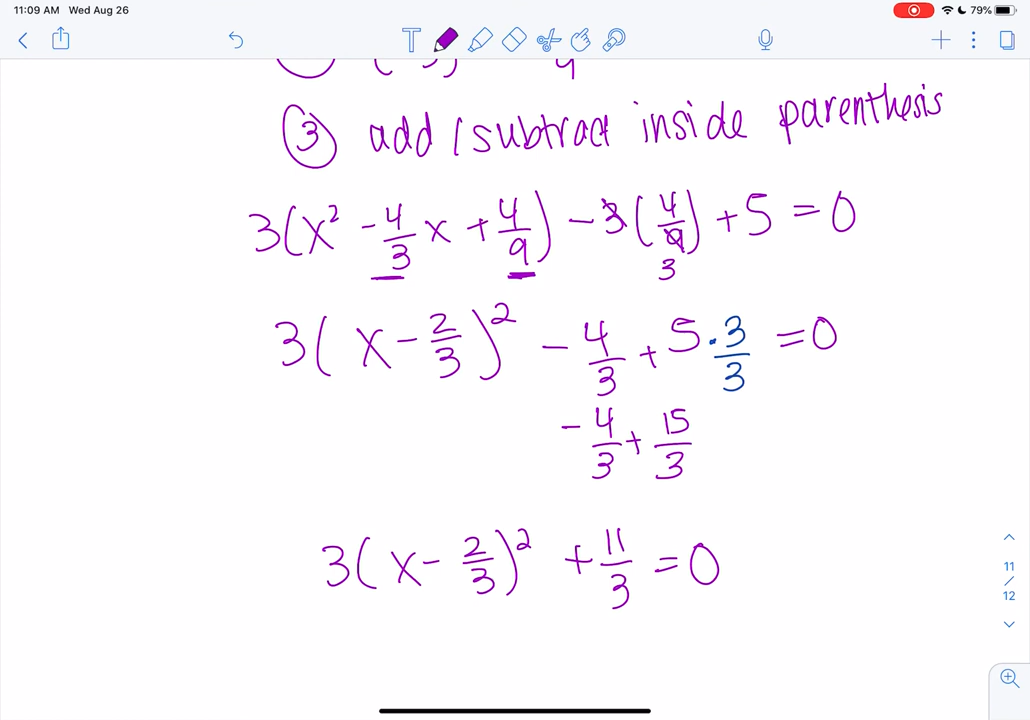 11:09 AM Wed Aug 26 79%
T
③ add/subtract inside parenthesis
3(x² - 4/3 x + 4/9) - 3(4/9) + 5 = 0
3
3(x - 2/3)² - 4/3 + 5 · 3/3 = 0
- 4/3 + 15/3
3(x - 2/3)² + 11/3 = 0
11
/
12